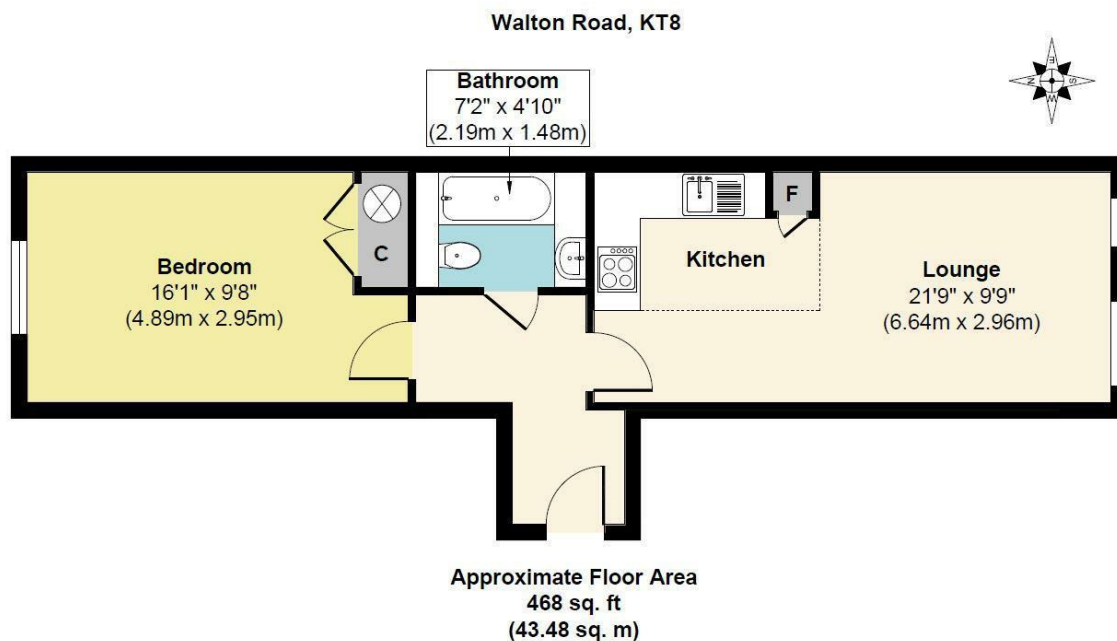 Walton Road, KT8
E
N
S
W
Bathroom
7'2" x 4'10"
(2.19m x 1.48m)
F
C
Bedroom
16'1" x 9'8"
(4.89m x 2.95m)
Kitchen
Lounge
21'9" x 9'9"
(6.64m x 2.96m)
Approximate Floor Area
468 sq. ft
(43.48 sq. m)